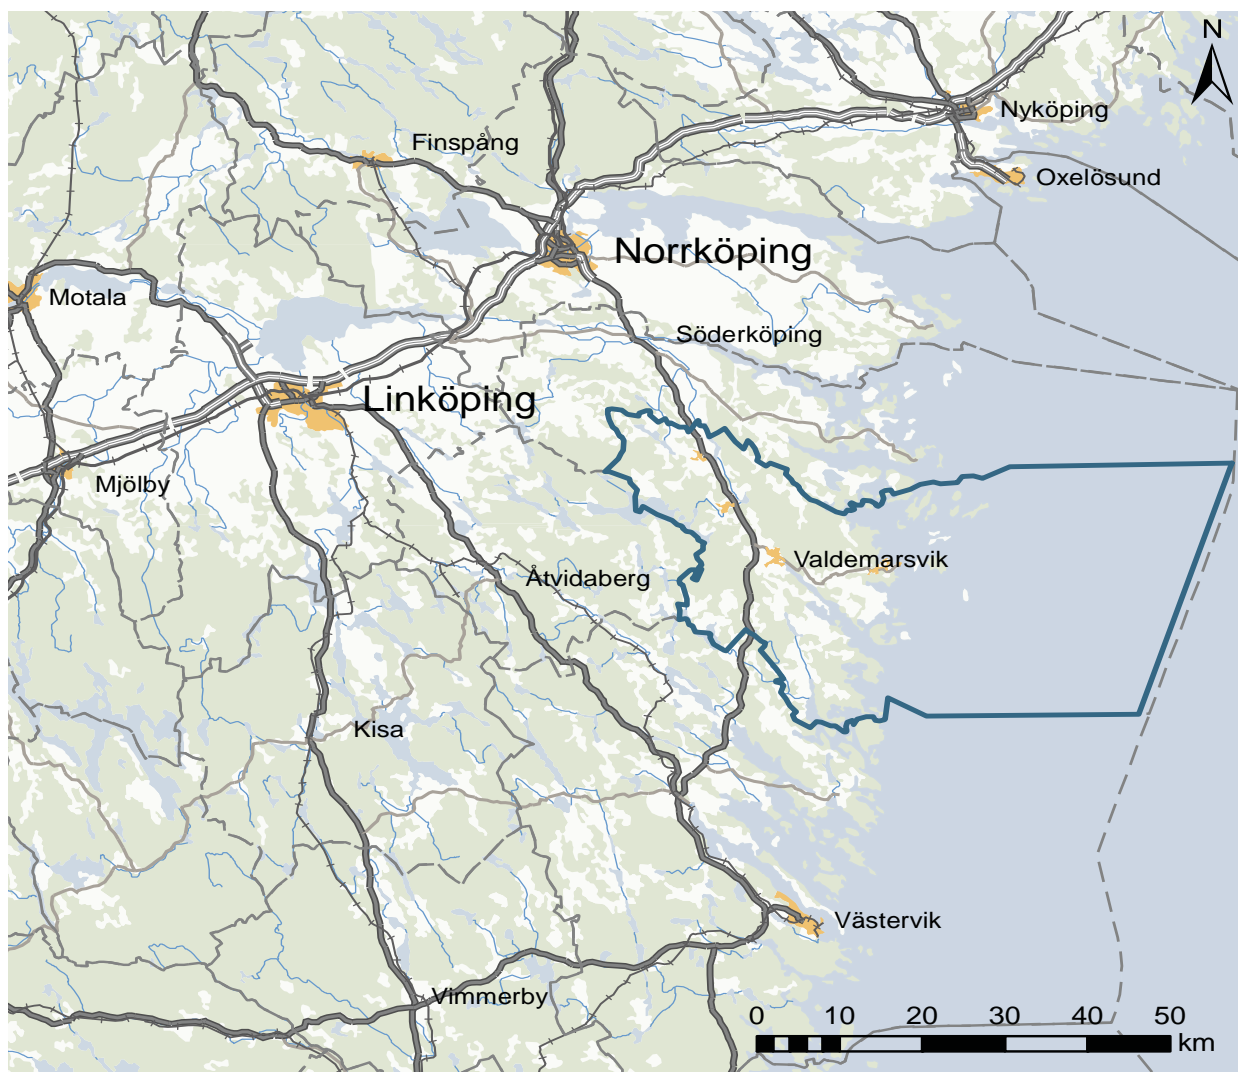 N
Nyköping
Finspång
Oxelösund
Norrköping
Motala
Söderköping
Linköping
Mjölby
Valdemarsvik
Åtvidaberg
Kisa
Västervik
Vimmerby
0 10 20 30 40 50
km